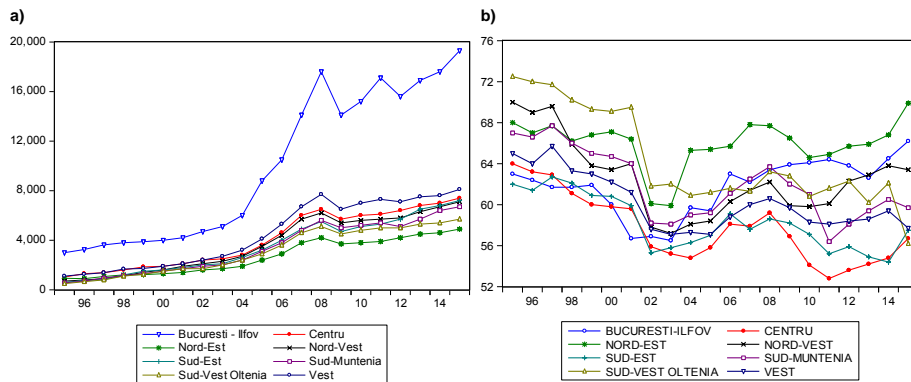 a)
20,000
16,000
12,000
8,000
4,000
0
96 98 00 02 04 06 08 10 12 14
Bucuresti - Ilfov Centru
Nord-Est Nord-Vest
Sud-Est Sud-Muntenia
Sud-Vest Oltenia Vest
b)
76
72
68
64
60
56
52
96 98 00 02 04 06 08 10 12 14
BUCURESTI-ILFOV CENTRU
NORD-EST NORD-VEST
SUD-EST SUD-MUNTENIA
SUD-VEST OLTENIA VEST